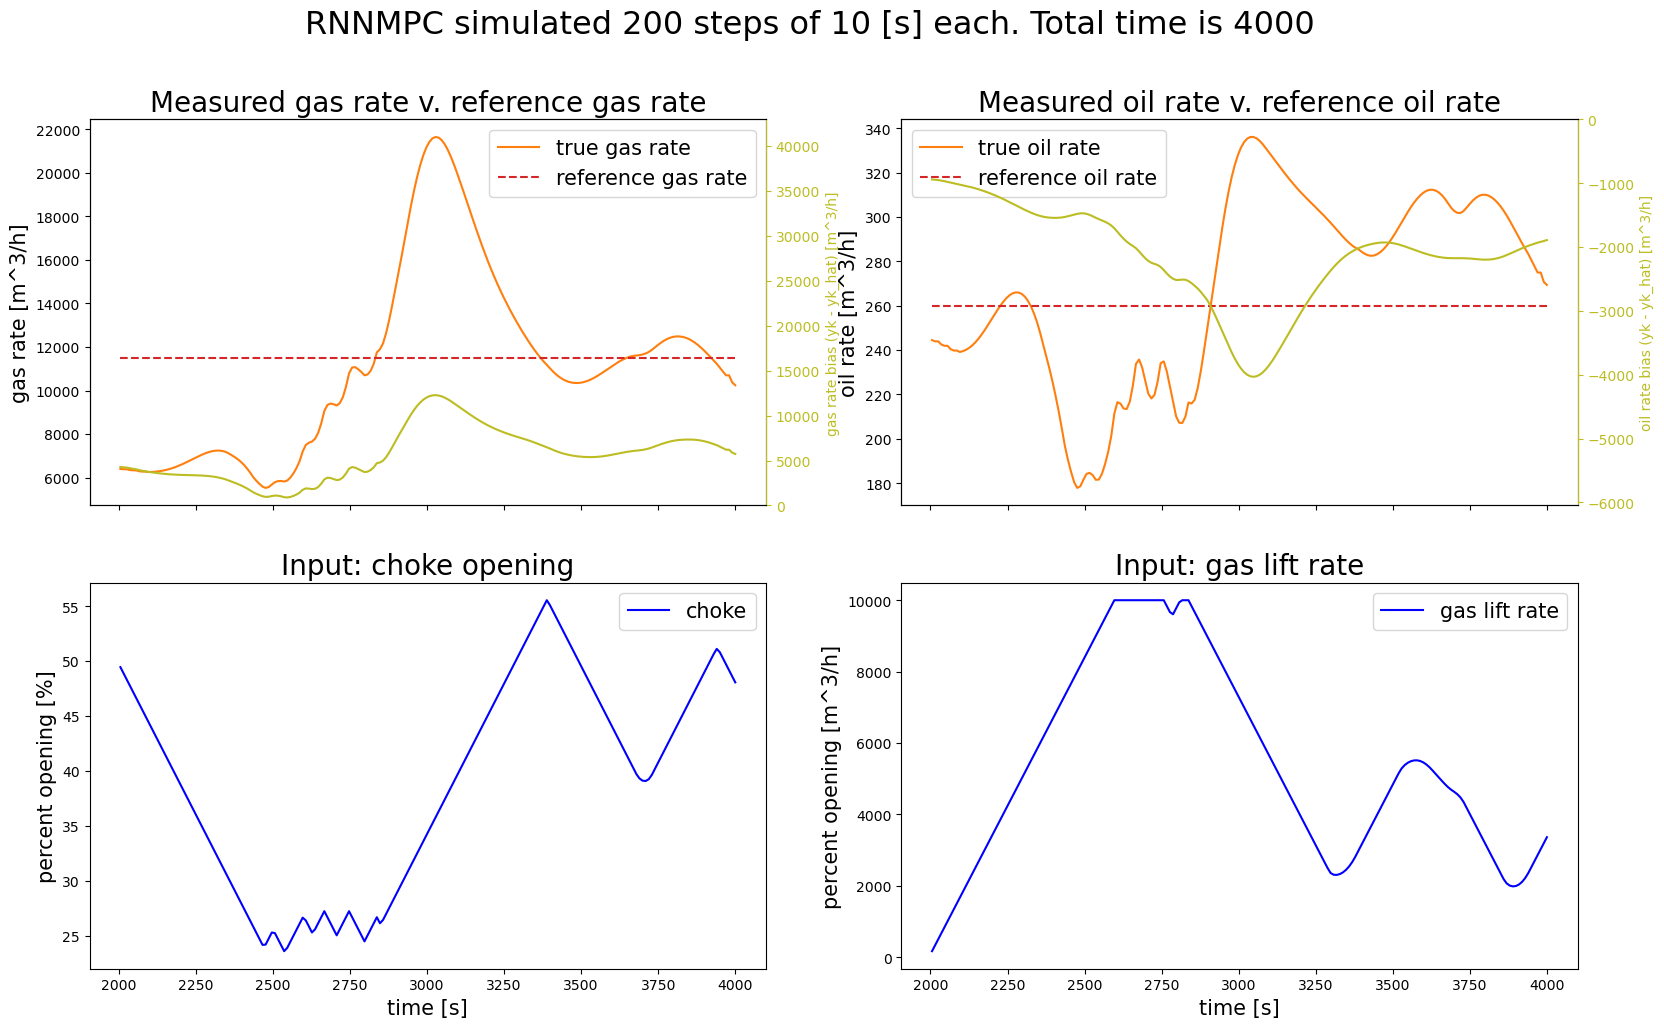 RNNMPC simulated 200 steps of 10 [s] each. Total time is 4000
Measured gas rate v. reference gas rate
true gas rate
reference gas rate
gas rate [m^3/h]
22000
20000
18000
16000
14000
12000
10000
8000
6000
gas rate bias (yk - yk_hat) [m^3/h]
40000
35000
30000
25000
20000
15000
10000
5000
0
Measured oil rate v. reference oil rate
true oil rate
reference oil rate
oil rate [m^3/h]
340
320
300
280
260
240
220
200
180
oil rate bias (yk - yk_hat) [m^3/h]
0
−1000
−2000
−3000
−4000
−5000
−6000
Input: choke opening
choke
percent opening [%]
55
50
45
40
35
30
25
2000 2250 2500 2750 3000 3250 3500 3750 4000
time [s]
Input: gas lift rate
gas lift rate
percent opening [m^3/h]
10000
8000
6000
4000
2000
0
2000 2250 2500 2750 3000 3250 3500 3750 4000
time [s]